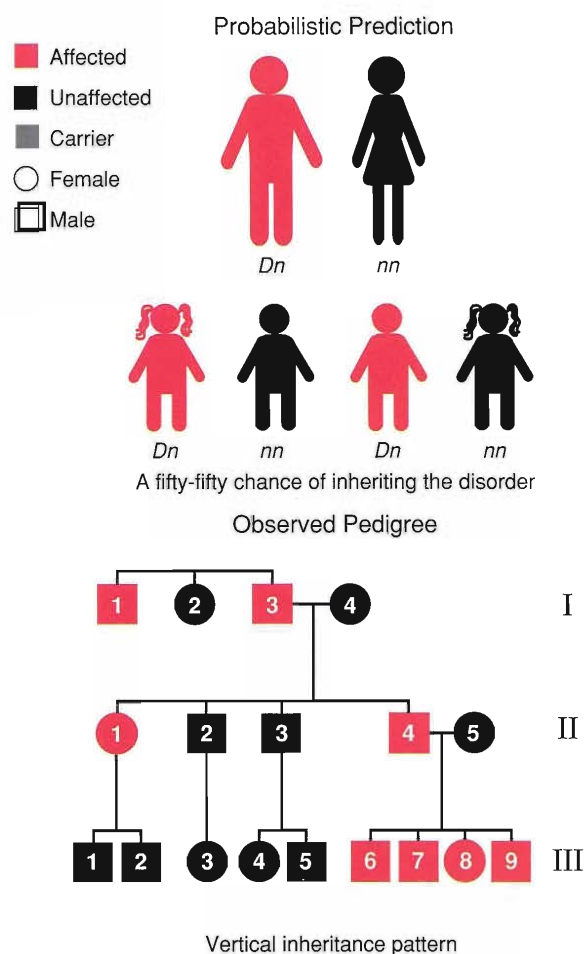 Probabilistic Prediction
Affected
Unaffected
Carrier
Female
Male
Dn nn
Dn nn Dn nn
A fifty-fifty chance of inheriting the disorder
Observed Pedigree
1 2 3 4 I
1 2 3 4 5 II
1 2 3 4 5 6 7 8 9 III
Vertical inheritance pattern